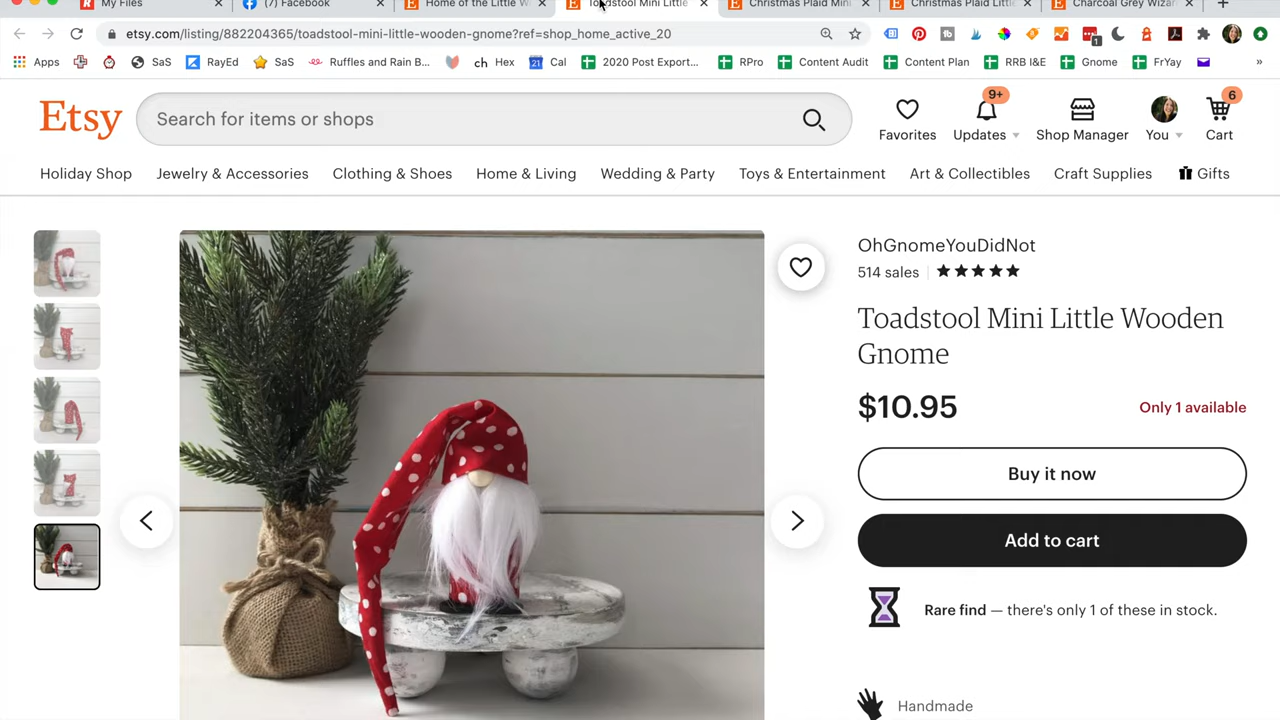 My Files
(7) Facebook
Home of the Little W
Toadstool Mini Little
Christmas Plaid Mini
Christmas Plaid Littl
Charcoal Grey Wizar
etsy.com/listing/882204365/toadstool-mini-little-wooden-gnome?ref=shop_home_active_20
1
Apps
SaS
RayEd
SaS
Ruffles and Rain B...
ch Hex
21 Cal
2020 Post Export...
RPro
Content Audit
Content Plan
RRB I&E
Gnome
FrYay
»
Etsy
Search for items or shops
Favorites
9+
Updates
Shop Manager
You
6
Cart
Holiday Shop
Jewelry & Accessories
Clothing & Shoes
Home & Living
Wedding & Party
Toys & Entertainment
Art & Collectibles
Craft Supplies
Gifts
OhGnomeYouDidNot
514 sales
Toadstool Mini Little Wooden
Gnome
$10.95
Only 1 available
Buy it now
Add to cart
Rare find — there's only 1 of these in stock.
Handmade